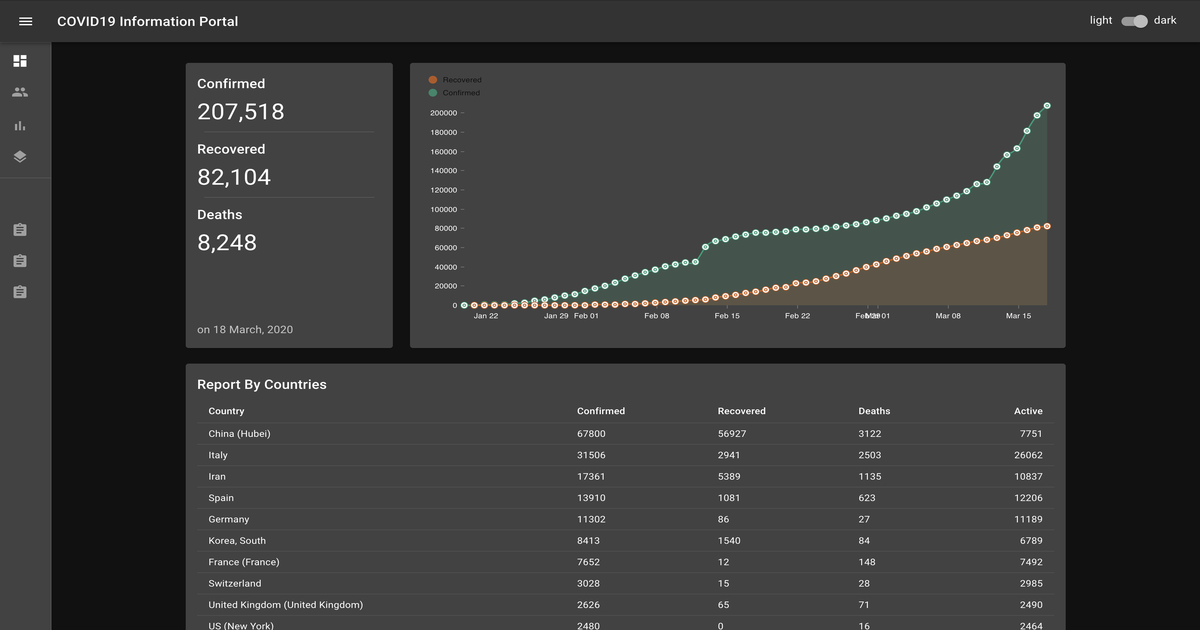 COVID19 Information Portal
light dark
Confirmed
207,518
Recovered
82,104
Deaths
8,248
on 18 March, 2020
Recovered
Confirmed
200000
180000
160000
140000
120000
100000
80000
60000
40000
20000
0
Jan 22 Jan 29 Feb 01 Feb 08 Feb 15 Feb 22 Feb 29 Mar 01 Mar 08 Mar 15
Report By Countries
Country Confirmed Recovered Deaths Active
China (Hubei) 67800 56927 3122 7751
Italy 31506 2941 2503 26062
Iran 17361 5389 1135 10837
Spain 13910 1081 623 12206
Germany 11302 86 27 11189
Korea, South 8413 1540 84 6789
France (France) 7652 12 148 7492
Switzerland 3028 15 28 2985
United Kingdom (United Kingdom) 2626 65 71 2490
US (New York) 2480 0 16 2464